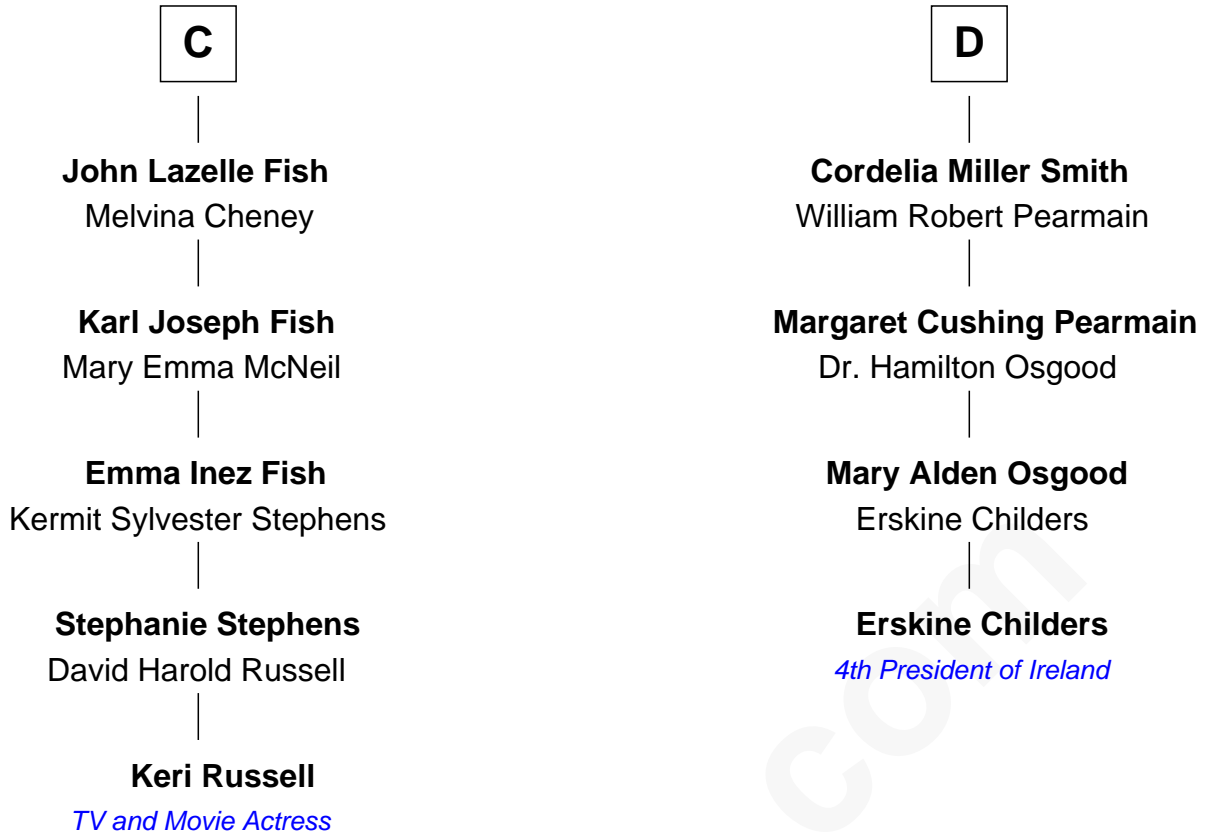 C
John Lazelle Fish
Melvina Cheney
Karl Joseph Fish
Mary Emma McNeil
Emma Inez Fish
Kermit Sylvester Stephens
Stephanie Stephens
David Harold Russell
Keri Russell
TV and Movie Actress
D
Cordelia Miller Smith
William Robert Pearmain
Margaret Cushing Pearmain
Dr. Hamilton Osgood
Mary Alden Osgood
Erskine Childers
Erskine Childers
4th President of Ireland
com